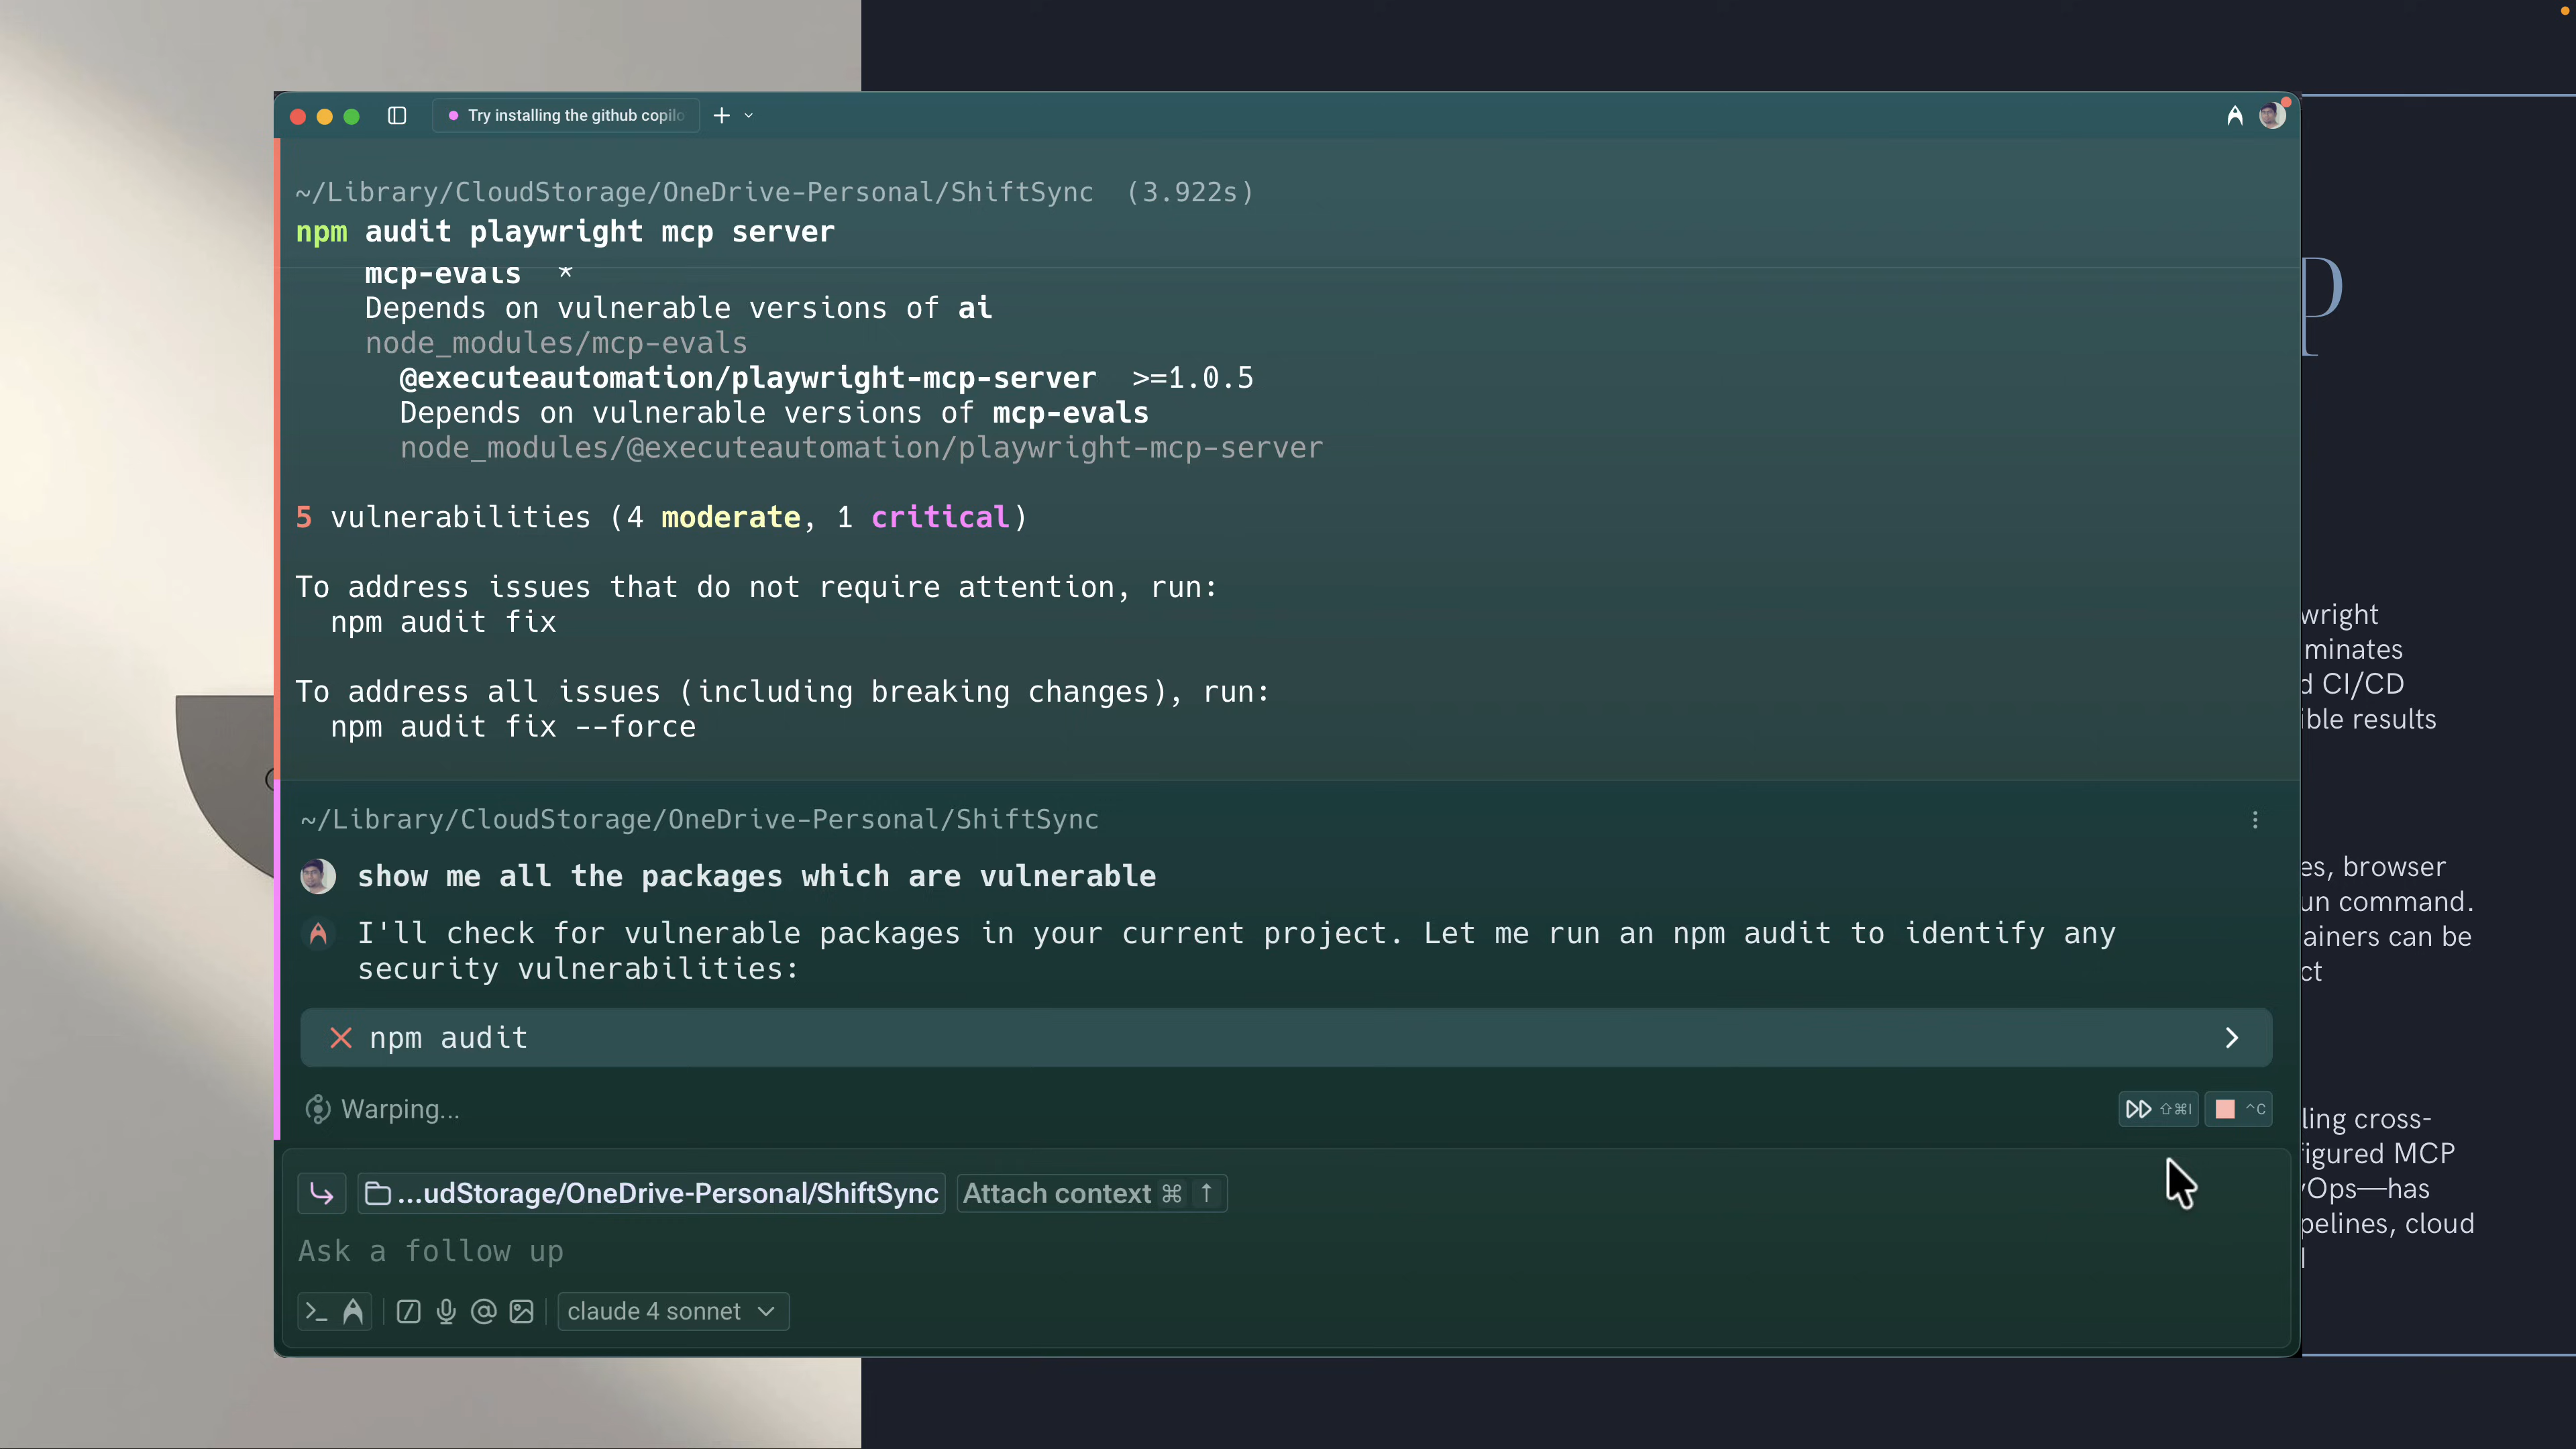 Try installing the github copilo
~/Library/CloudStorage/OneDrive-Personal/ShiftSync (3.922s)
npm audit playwright mcp server
mcp-evals *
Depends on vulnerable versions of ai
node_modules/mcp-evals
@executeautomation/playwright-mcp-server >=1.0.5
Depends on vulnerable versions of mcp-evals
node_modules/@executeautomation/playwright-mcp-server
5 vulnerabilities (4 moderate, 1 critical)
To address issues that do not require attention, run:
npm audit fix
To address all issues (including breaking changes), run:
npm audit fix --force
~/Library/CloudStorage/OneDrive-Personal/ShiftSync
show me all the packages which are vulnerable
I'll check for vulnerable packages in your current project. Let me run an npm audit to identify any
security vulnerabilities:
npm audit
Warping...
⇧⌘I
^C
...udStorage/OneDrive-Personal/ShiftSync
Attach context ⌘ ↑
Ask a follow up
claude 4 sonnet
p
wright
minates
d CI/CD
ible results
es, browser
un command.
ainers can be
ct
ling cross-
igured MCP
vOps—has
pelines, cloud